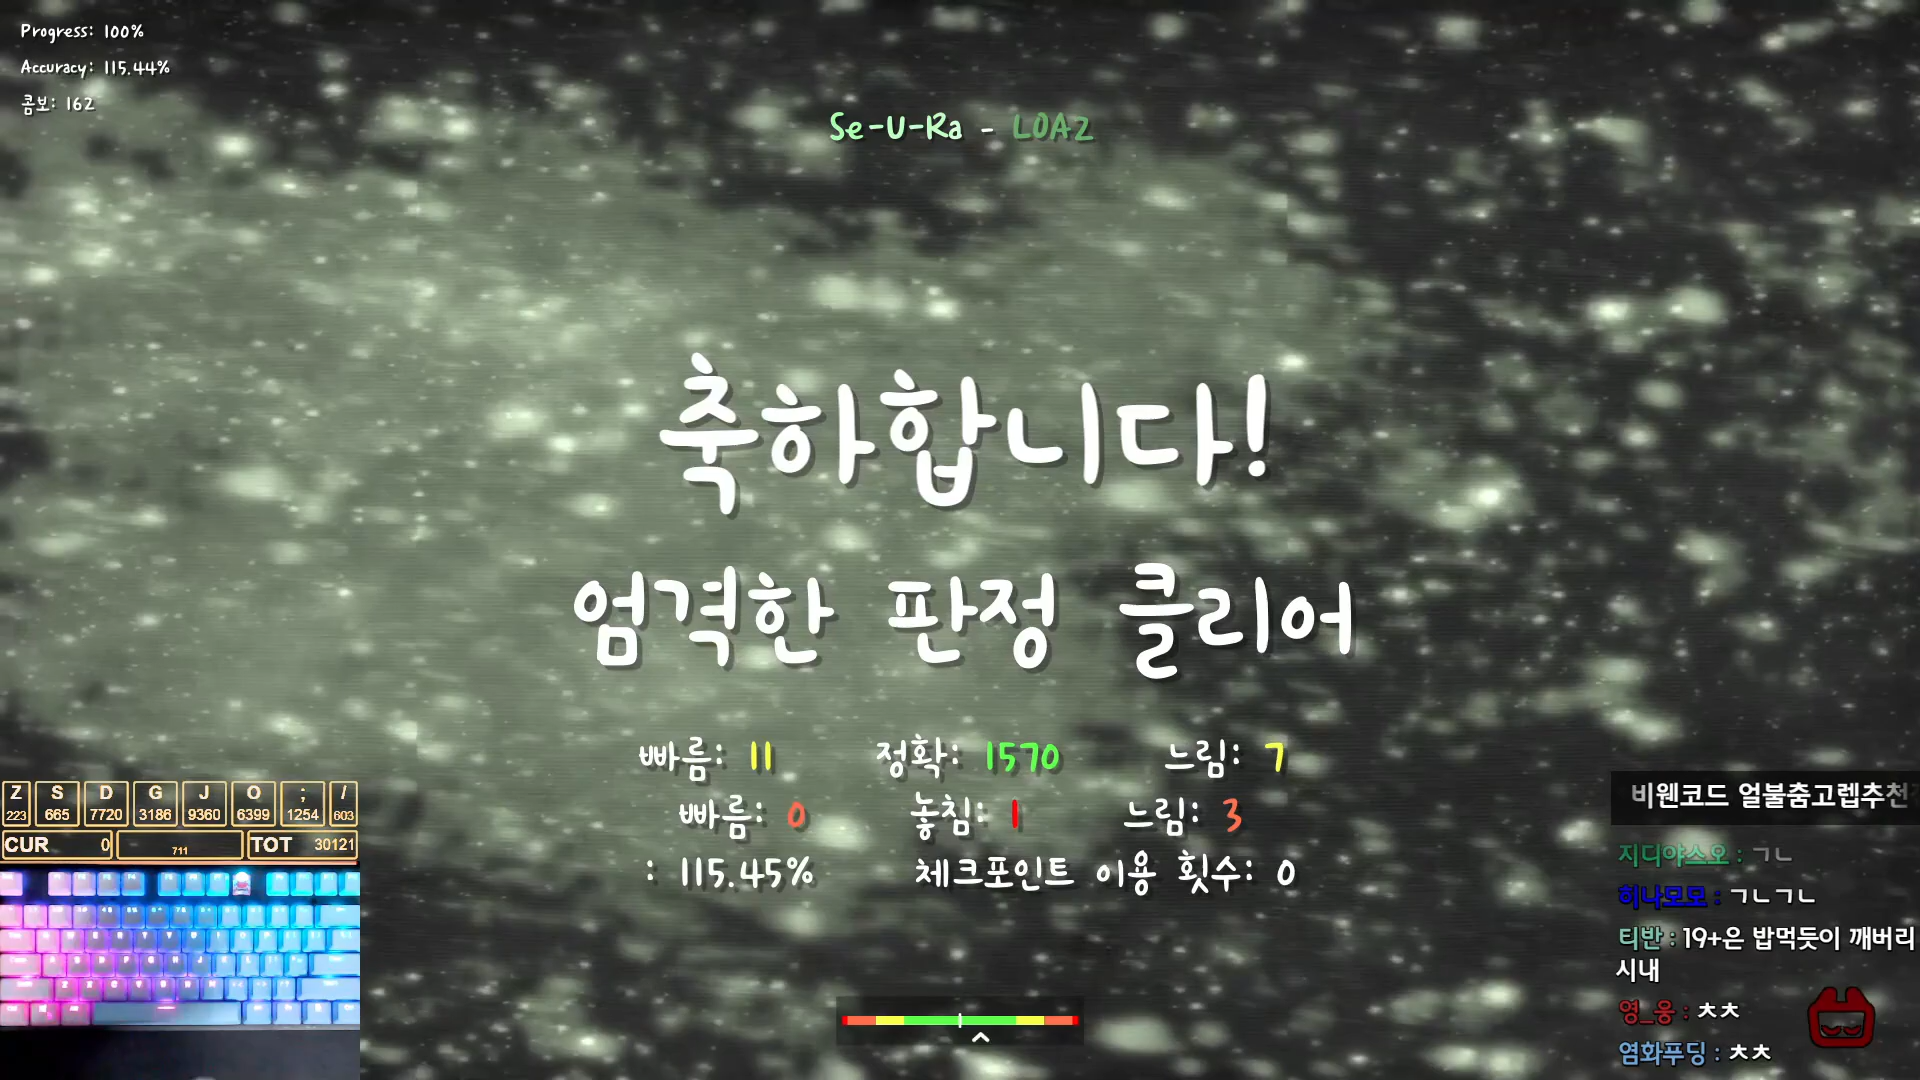 Progress: 100%
Accuracy: 115.44%
콤보: 162
Se-U-Ra - LOA2
축하합니다!
엄격한 판정 클리어
빠름: 11 정확: 1570 느림: 7
빠름: 0 놓침: 1 느림: 3
: 115.45% 체크포인트 이용 횟수: 0
Z S D G J O ; /
223 665 7720 3186 9360 6399 1254 603
CUR 0 711 TOT 30121
비웬코드 얼불춤고렙추천
지디야스오 : ㄱㄴ
히나모모 : ㄱㄴㄱㄴ
티반 : 19+은 밥먹듯이 깨버리
시내
영_웅 : ㅊㅊ
염화푸딩 : ㅊㅊ